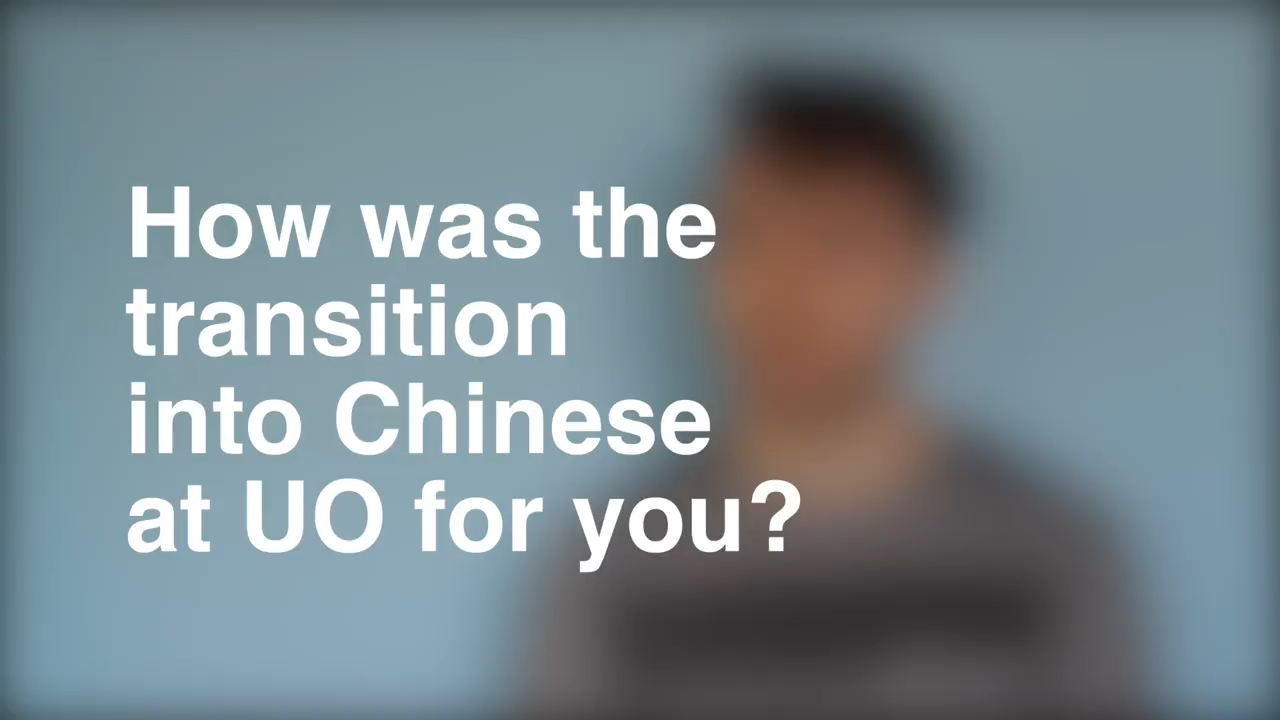 How was the
transition
into Chinese
at UO for you?